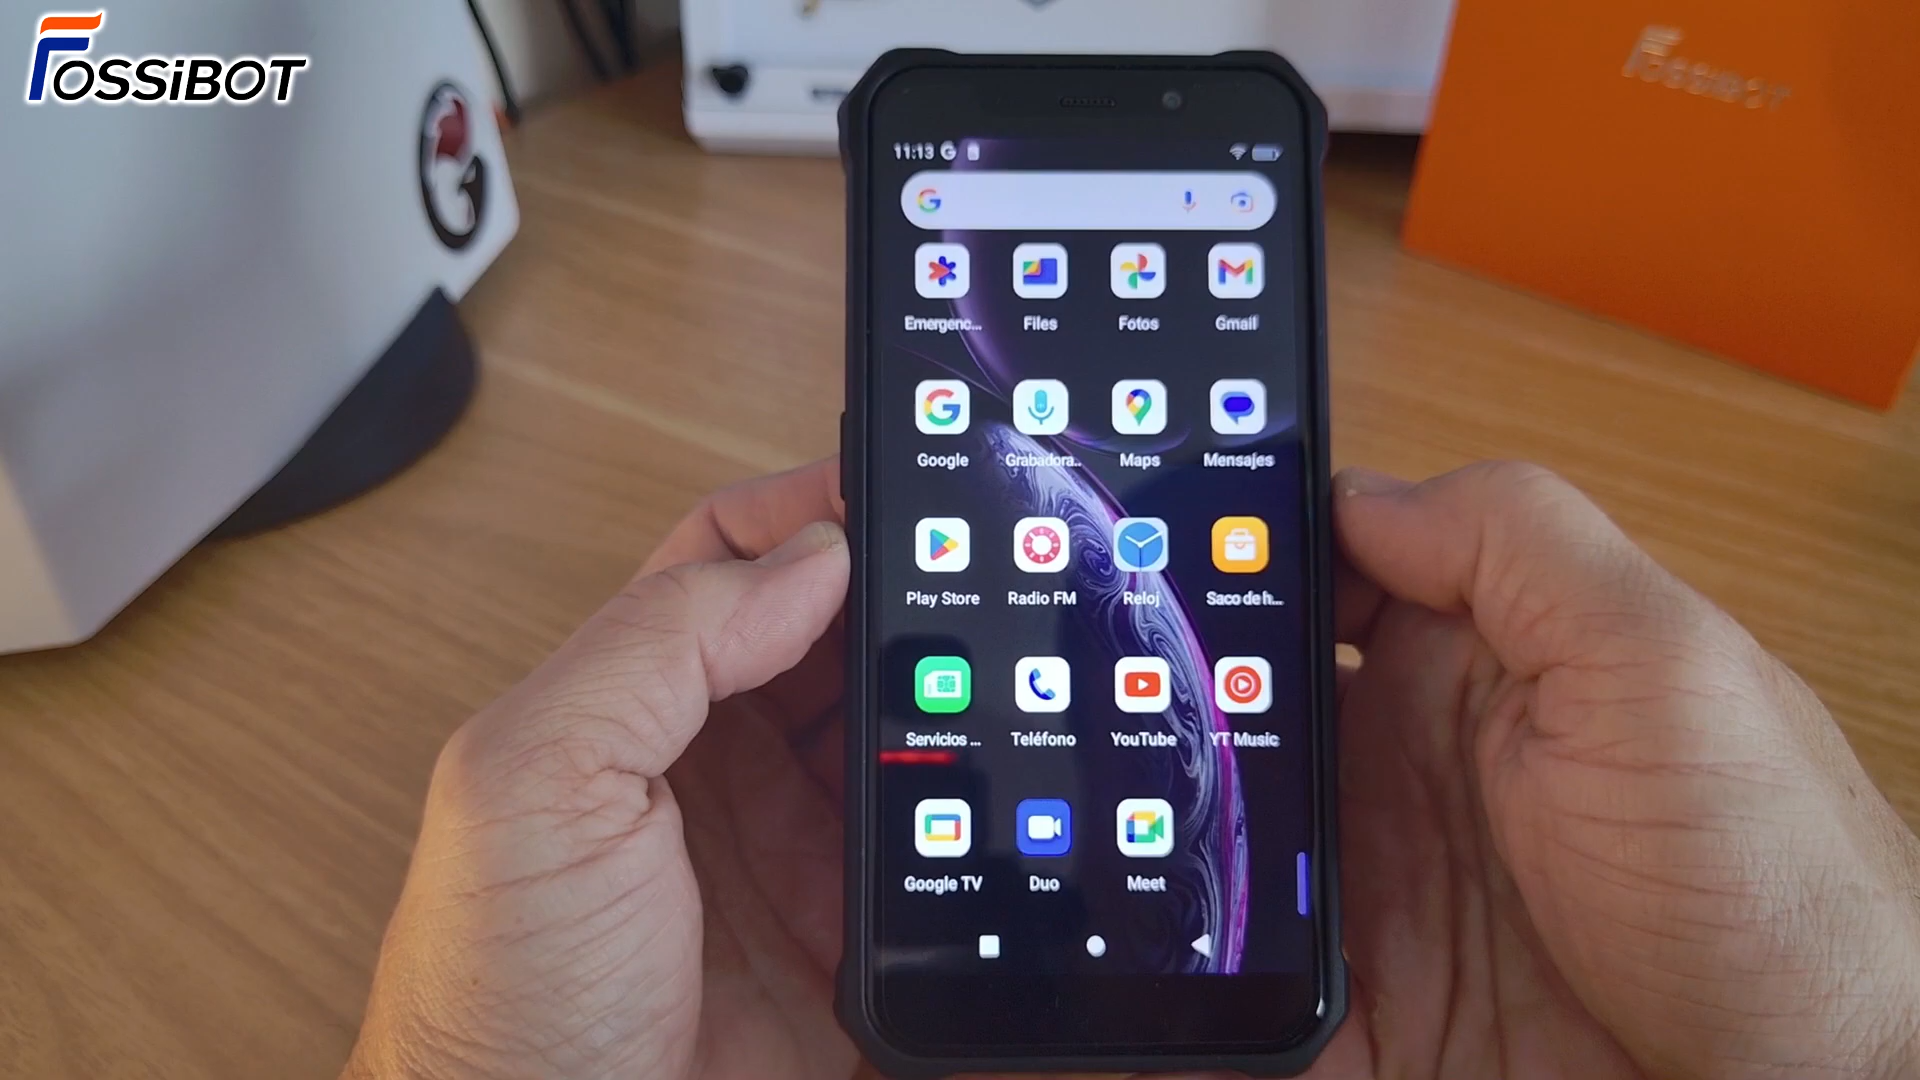 FOSSiBOT
FOSSIBOT
11:13
Emergenc...
Files
Fotos
Gmail
Google
Grabadora..
Maps
Mensajes
Play Store
Radio FM
Reloj
Saco de h...
Servicios ...
Teléfono
YouTube
YT Music
Google TV
Duo
Meet